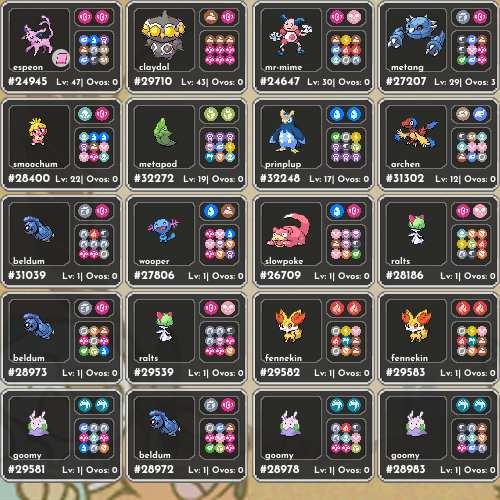 espeon claydol mr-mime metang
#24945 Lv: 47| Ovos: 0 #29710 Lv: 43| Ovos: 0 #24647 Lv: 30| Ovos: 0 #27207 Lv: 29| Ovos: 3
smoochum metapod prinplup archen
#28400 Lv: 22| Ovos: 0 #32272 Lv: 19| Ovos: 0 #32248 Lv: 17| Ovos: 0 #31302 Lv: 12| Ovos: 0
beldum wooper slowpoke ralts
#31039 Lv: 1| Ovos: 0 #27806 Lv: 1| Ovos: 0 #26709 Lv: 1| Ovos: 0 #28186 Lv: 1| Ovos: 0
beldum ralts fennekin fennekin
#28973 Lv: 1| Ovos: 0 #29539 Lv: 1| Ovos: 0 #29582 Lv: 1| Ovos: 0 #29583 Lv: 1| Ovos: 0
goomy beldum goomy goomy
#29581 Lv: 1| Ovos: 0 #28972 Lv: 1| Ovos: 0 #28978 Lv: 1| Ovos: 0 #28983 Lv: 1| Ovos: 0